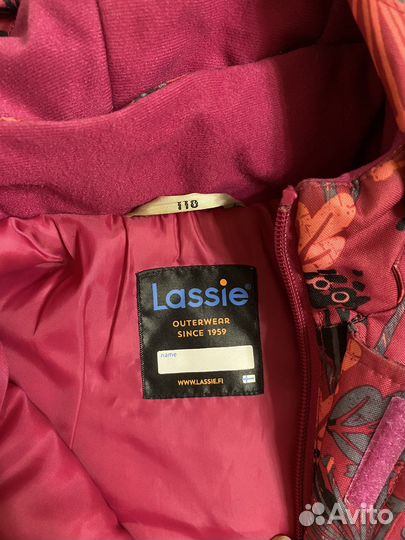 110
Lassie®
OUTERWEAR
SINCE 1959
name
WWW.LASSIE.FI
Avito